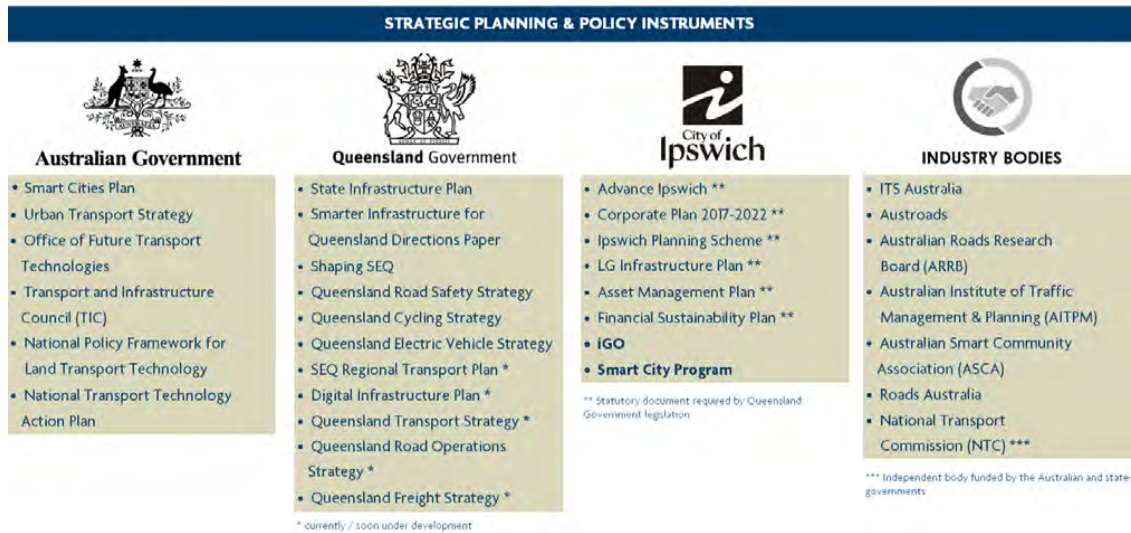 STRATEGIC PLANNING & POLICY INSTRUMENTS
AUSTRALIA
Australian Government
• Smart Cities Plan
• Urban Transport Strategy
• Office of Future Transport
Technologies
• Transport and Infrastructure
Council (TIC)
• National Policy Framework for
Land Transport Technology
• National Transport Technology
Action Plan
Queensland Government
• State Infrastructure Plan
• Smarter Infrastructure for
Queensland Directions Paper
• Shaping SEQ
• Queensland Road Safety Strategy
• Queensland Cycling Strategy
• Queensland Electric Vehicle Strategy
• SEQ Regional Transport Plan *
• Digital Infrastructure Plan *
• Queensland Transport Strategy *
• Queensland Road Operations
Strategy *
• Queensland Freight Strategy *
* currently / soon under development
City of
Ipswich
• Advance Ipswich **
• Corporate Plan 2017-2022 **
• Ipswich Planning Scheme **
• LG Infrastructure Plan **
• Asset Management Plan **
• Financial Sustainability Plan **
• iGO
• Smart City Program
** Statutory document required by Queensland
Government legislation
INDUSTRY BODIES
• ITS Australia
• Austroads
• Australian Roads Research
Board (ARRB)
• Australian Institute of Traffic
Management & Planning (AITPM)
• Australian Smart Community
Association (ASCA)
• Roads Australia
• National Transport
Commission (NTC) ***
*** Independent body funded by the Australian and state-
governments